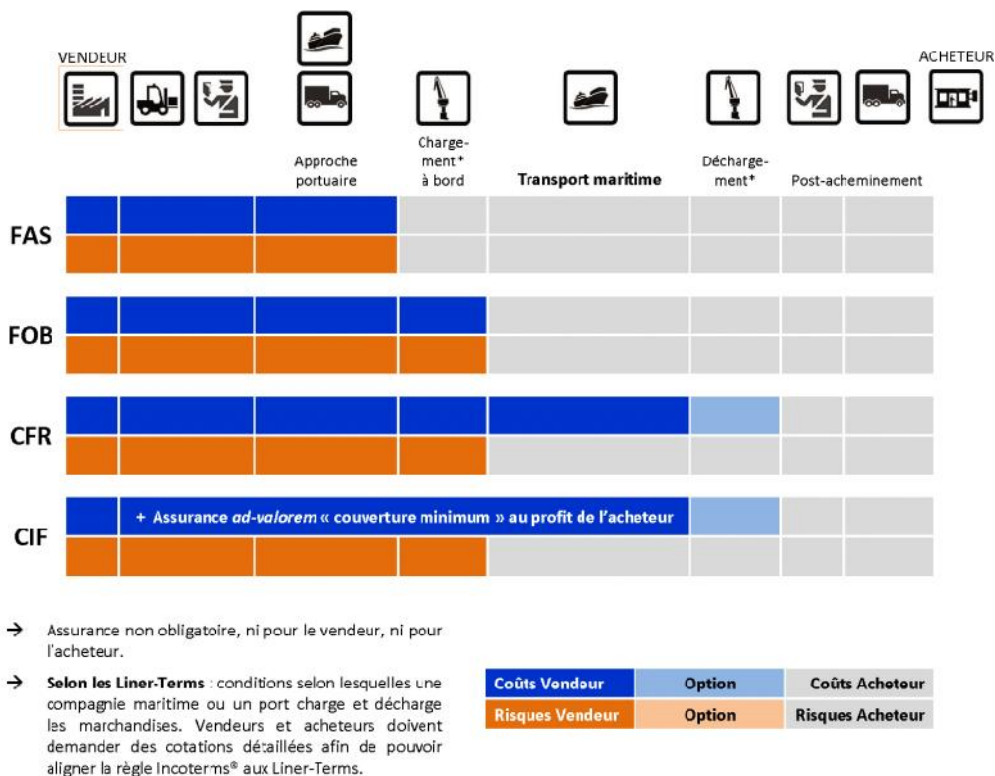 VENDEUR
ACHETEUR
Approche
portuaire
Charge-
ment*
à bord
Transport maritime
Décharge-
ment*
Post-acheminement
FAS
FOB
CFR
CIF
+ Assurance ad-valorem « couverture minimum » au profit de l'acheteur
→ Assurance non obligatoire, ni pour le vendeur, ni pour
l'acheteur.
→ Selon les Liner-Terms : conditions selon lesquelles une
compagnie maritime ou un port charge et décharge
les marchandises. Vendeurs et acheteurs doivent
demander des cotations détaillées afin de pouvoir
aligner la règle Incoterms® aux Liner-Terms.
Coûts Vendeur Option Coûts Acheteur
Risques Vendeur Option Risques Acheteur